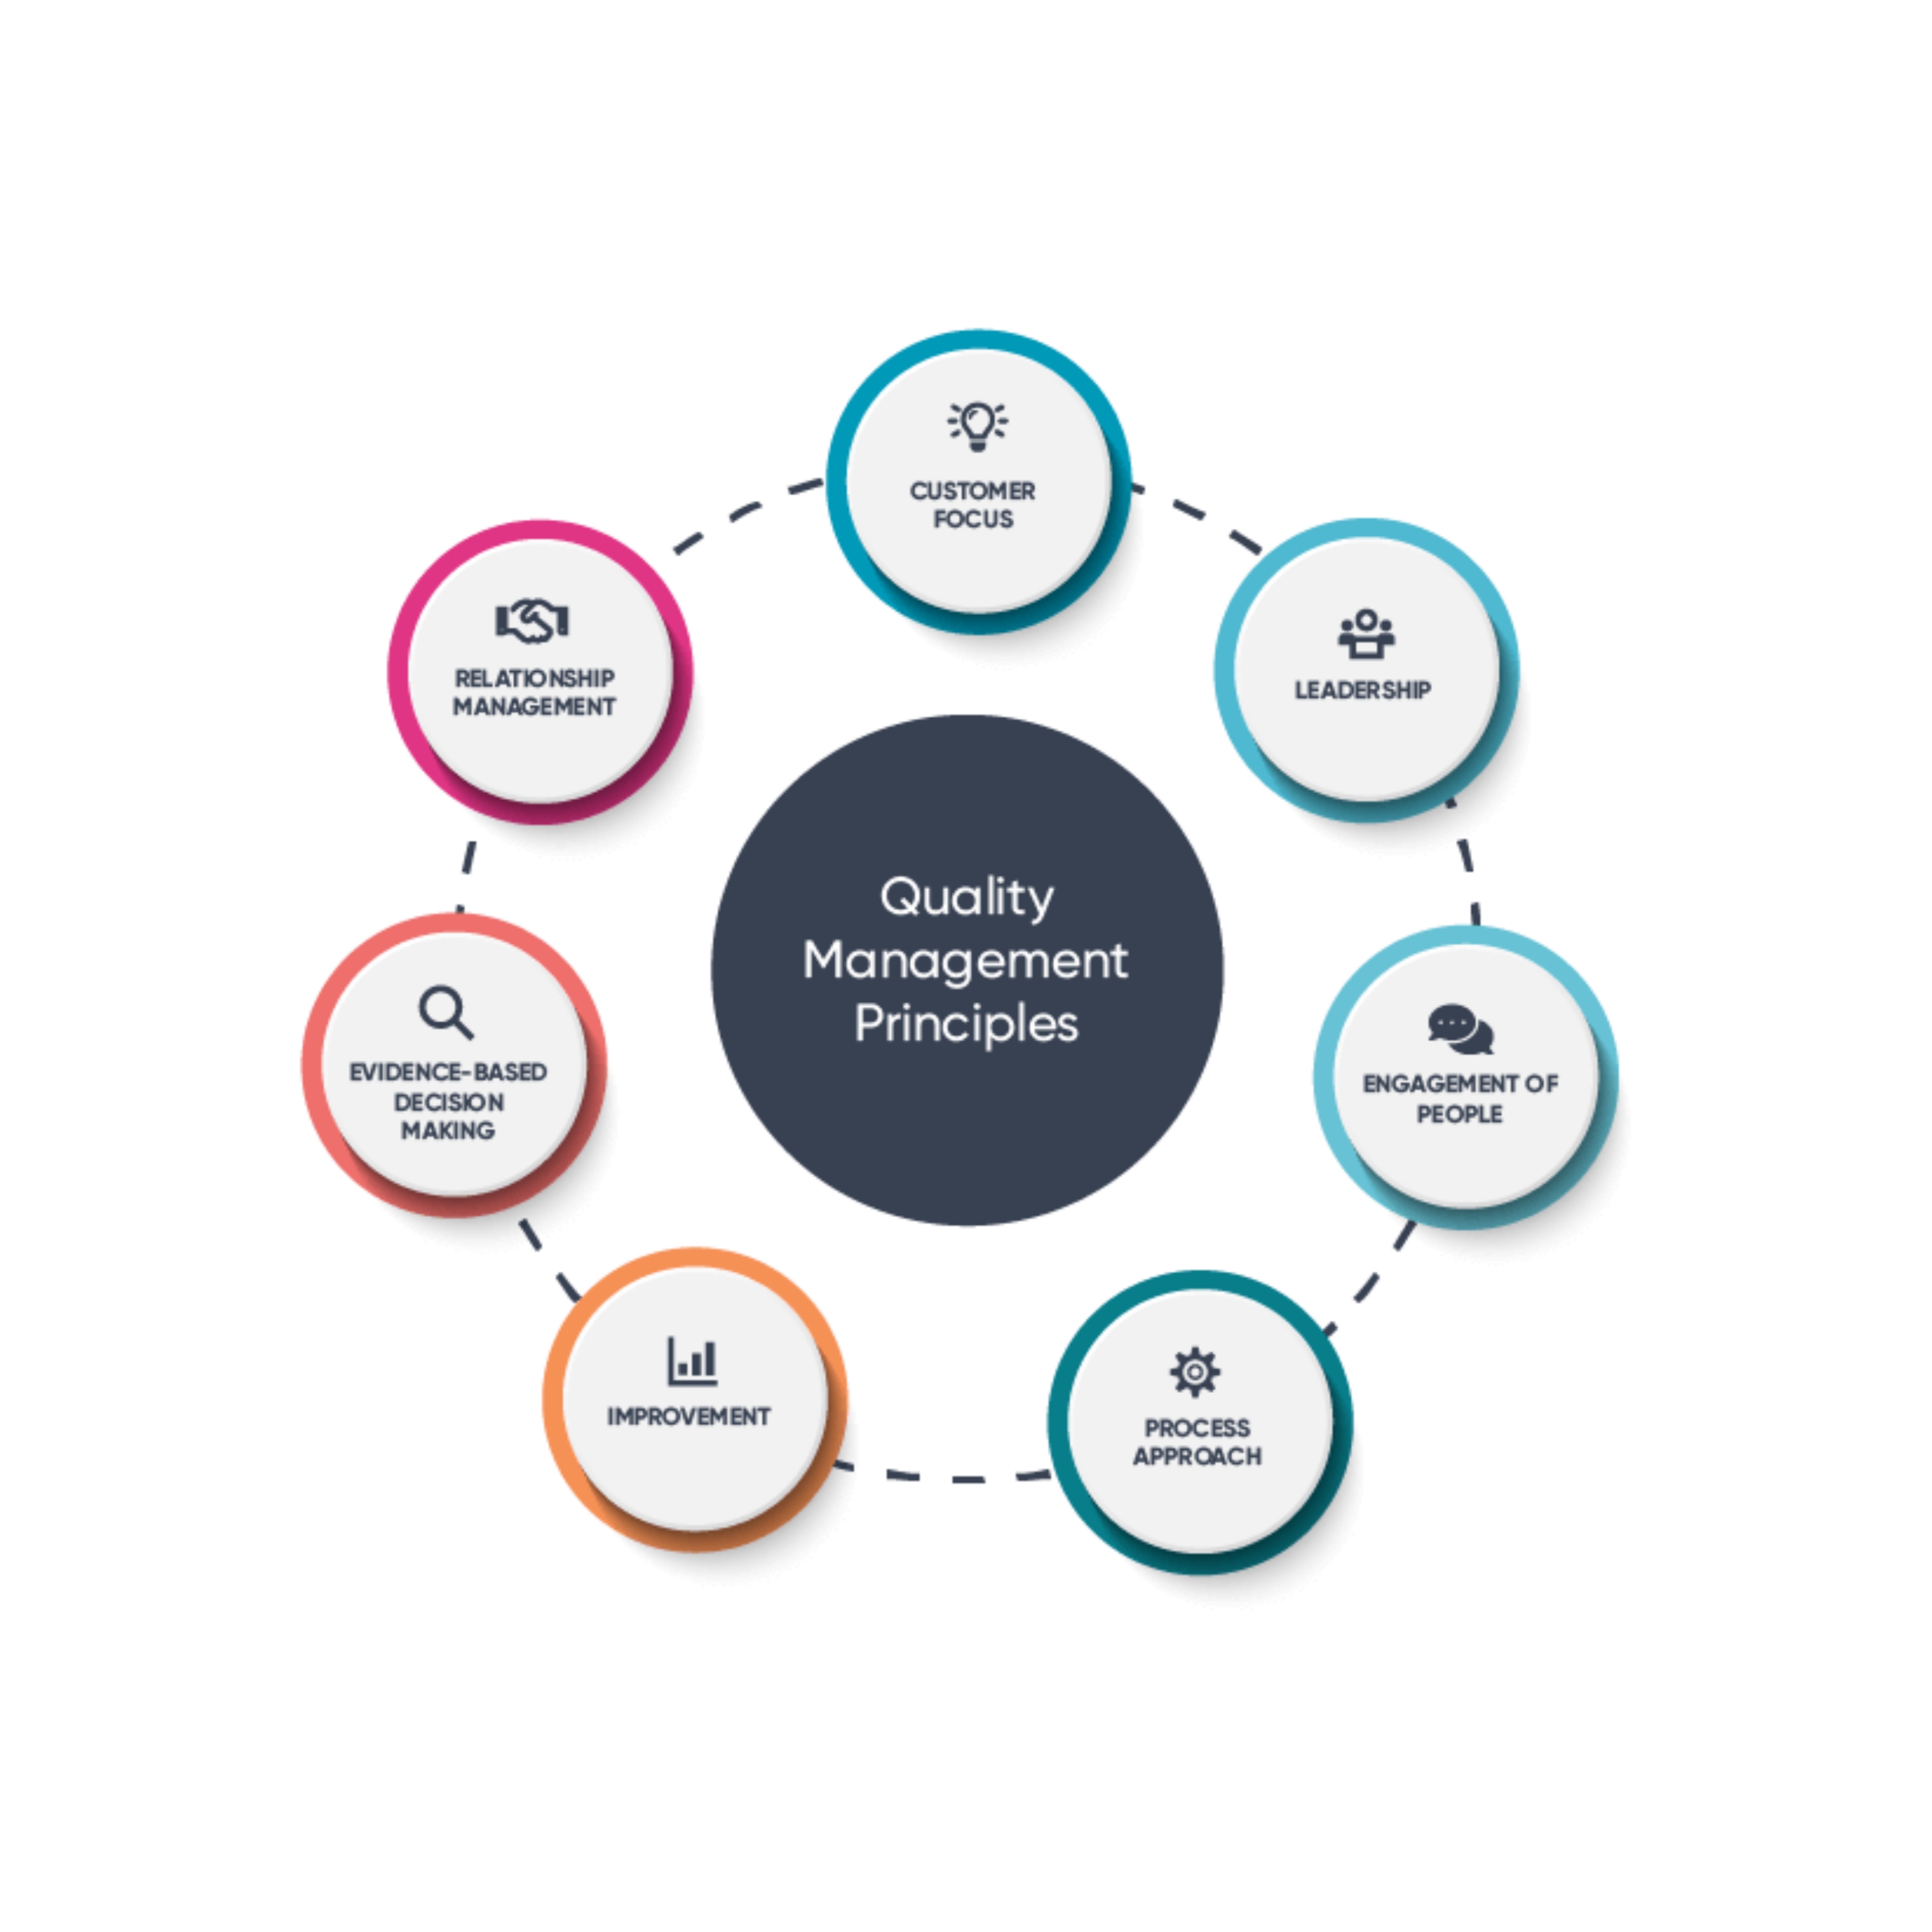 CUSTOMER
FOCUS
LEADERSHIP
ENGAGEMENT OF
PEOPLE
PROCESS
APPROACH
IMPROVEMENT
EVIDENCE-BASED
DECISION
MAKING
RELATIONSHIP
MANAGEMENT
Quality
Management
Principles